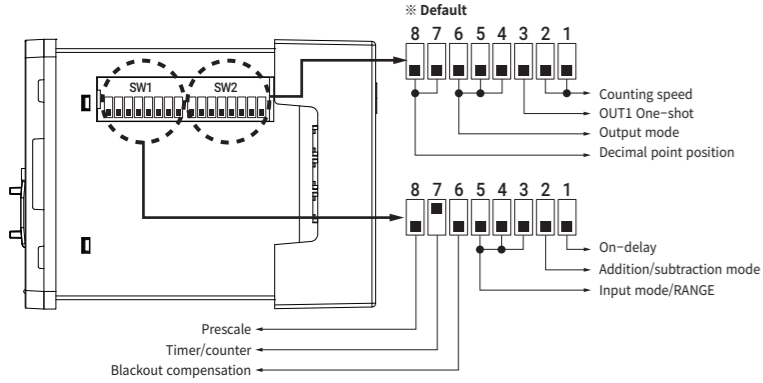 ※ Default
8 7 6 5 4 3 2 1
SW1 SW2
Counting speed
OUT1 One-shot
Output mode
Decimal point position
8 7 6 5 4 3 2 1
On-delay
Addition/subtraction mode
Input mode/RANGE
Prescale
Timer/counter
Blackout compensation